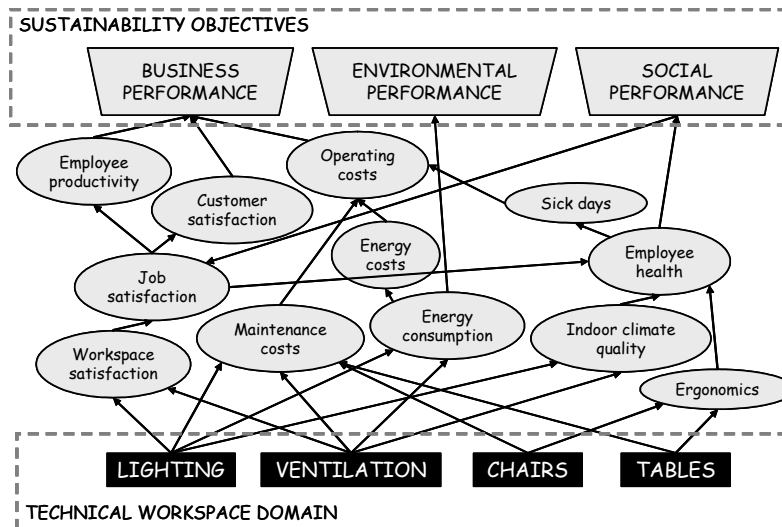 SUSTAINABILITY OBJECTIVES
BUSINESS
PERFORMANCE
ENVIRONMENTAL
PERFORMANCE
SOCIAL
PERFORMANCE
Employee
productivity
Operating
costs
Customer
satisfaction
Sick days
Energy
costs
Employee
health
Job
satisfaction
Maintenance
costs
Energy
consumption
Indoor climate
quality
Workspace
satisfaction
Ergonomics
LIGHTING
VENTILATION
CHAIRS
TABLES
TECHNICAL WORKSPACE DOMAIN